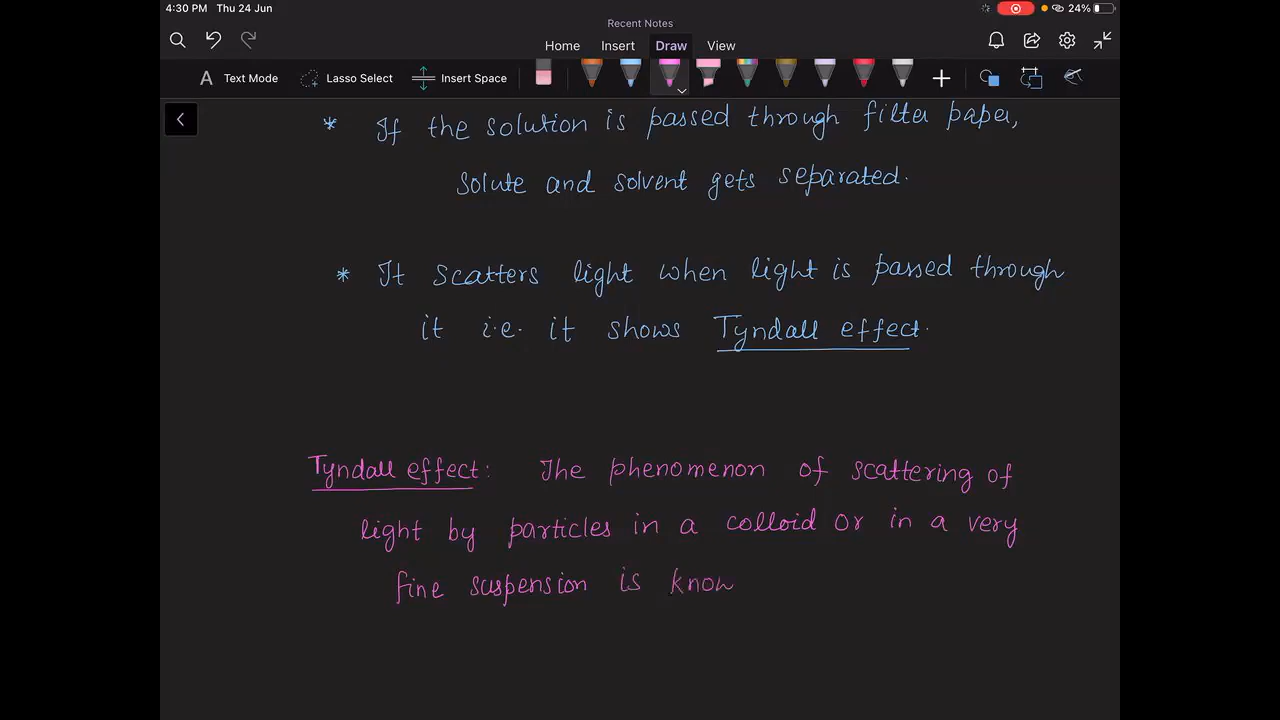 4:30 PM Thu 24 Jun
24%
Recent Notes
Home Insert Draw View
A Text Mode Lasso Select Insert Space
* If the solution is passed through filter paper,
solute and solvent gets separated.
* It scatters light when light is passed through
it i.e. it shows Tyndall effect.
Tyndall effect: The phenomenon of scattering of
light by particles in a colloid or in a very
fine suspension is know